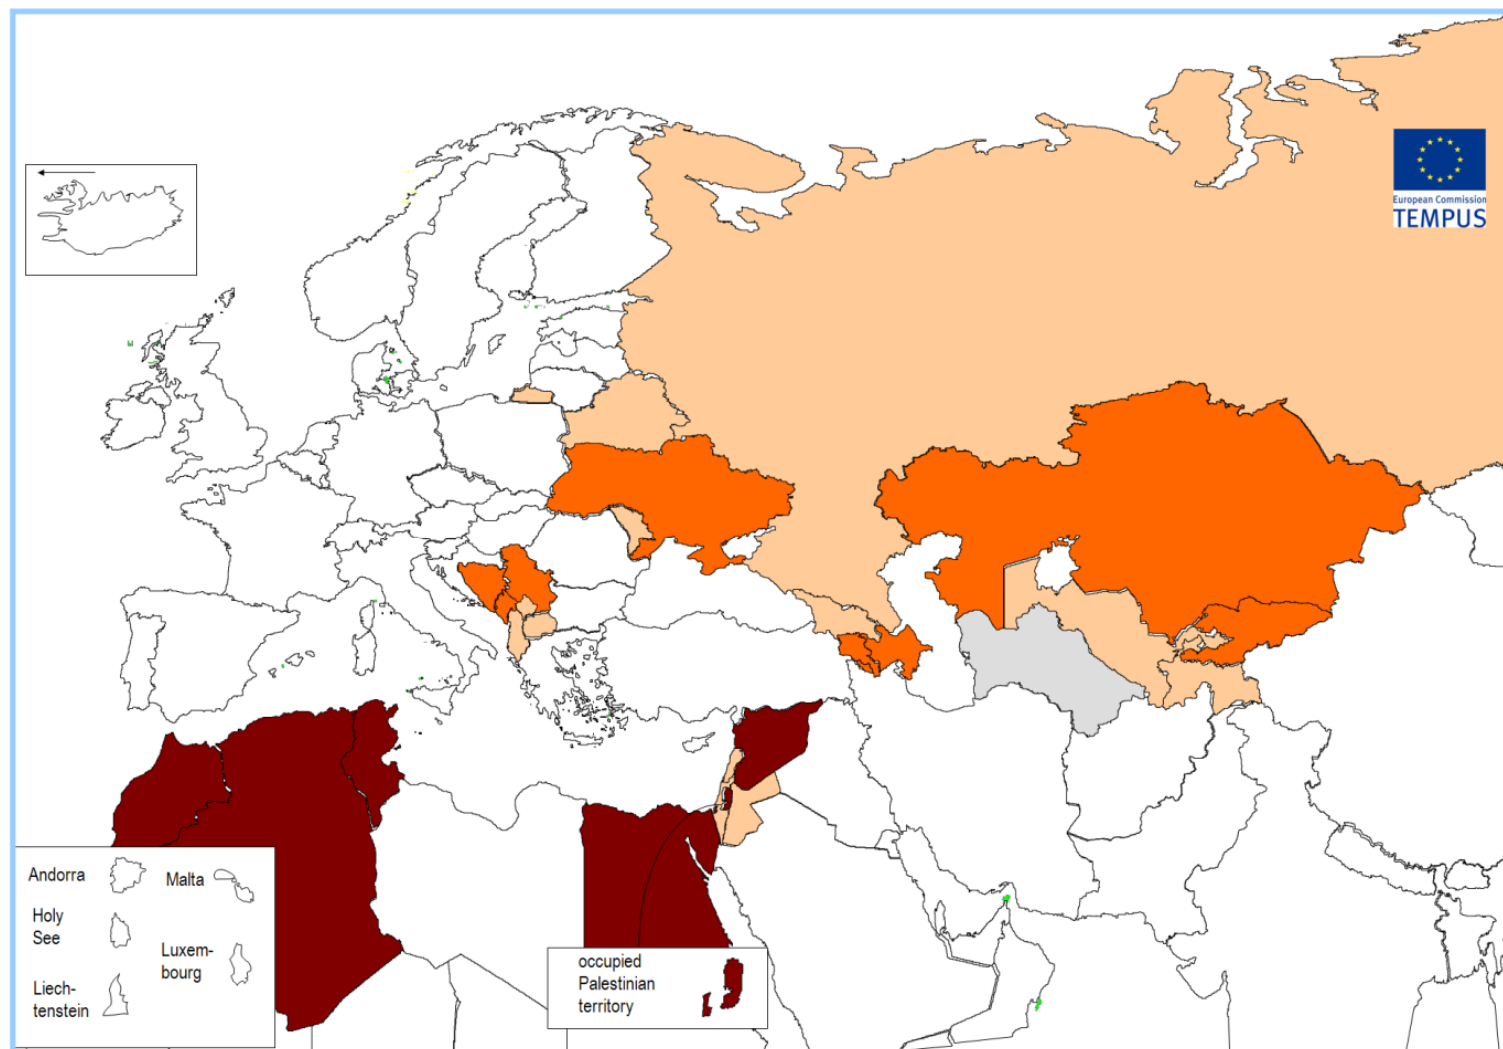 European Commission
TEMPUS
Andorra
Malta
Holy
See
Luxem-
bourg
Liech-
tenstein
occupied
Palestinian
territory